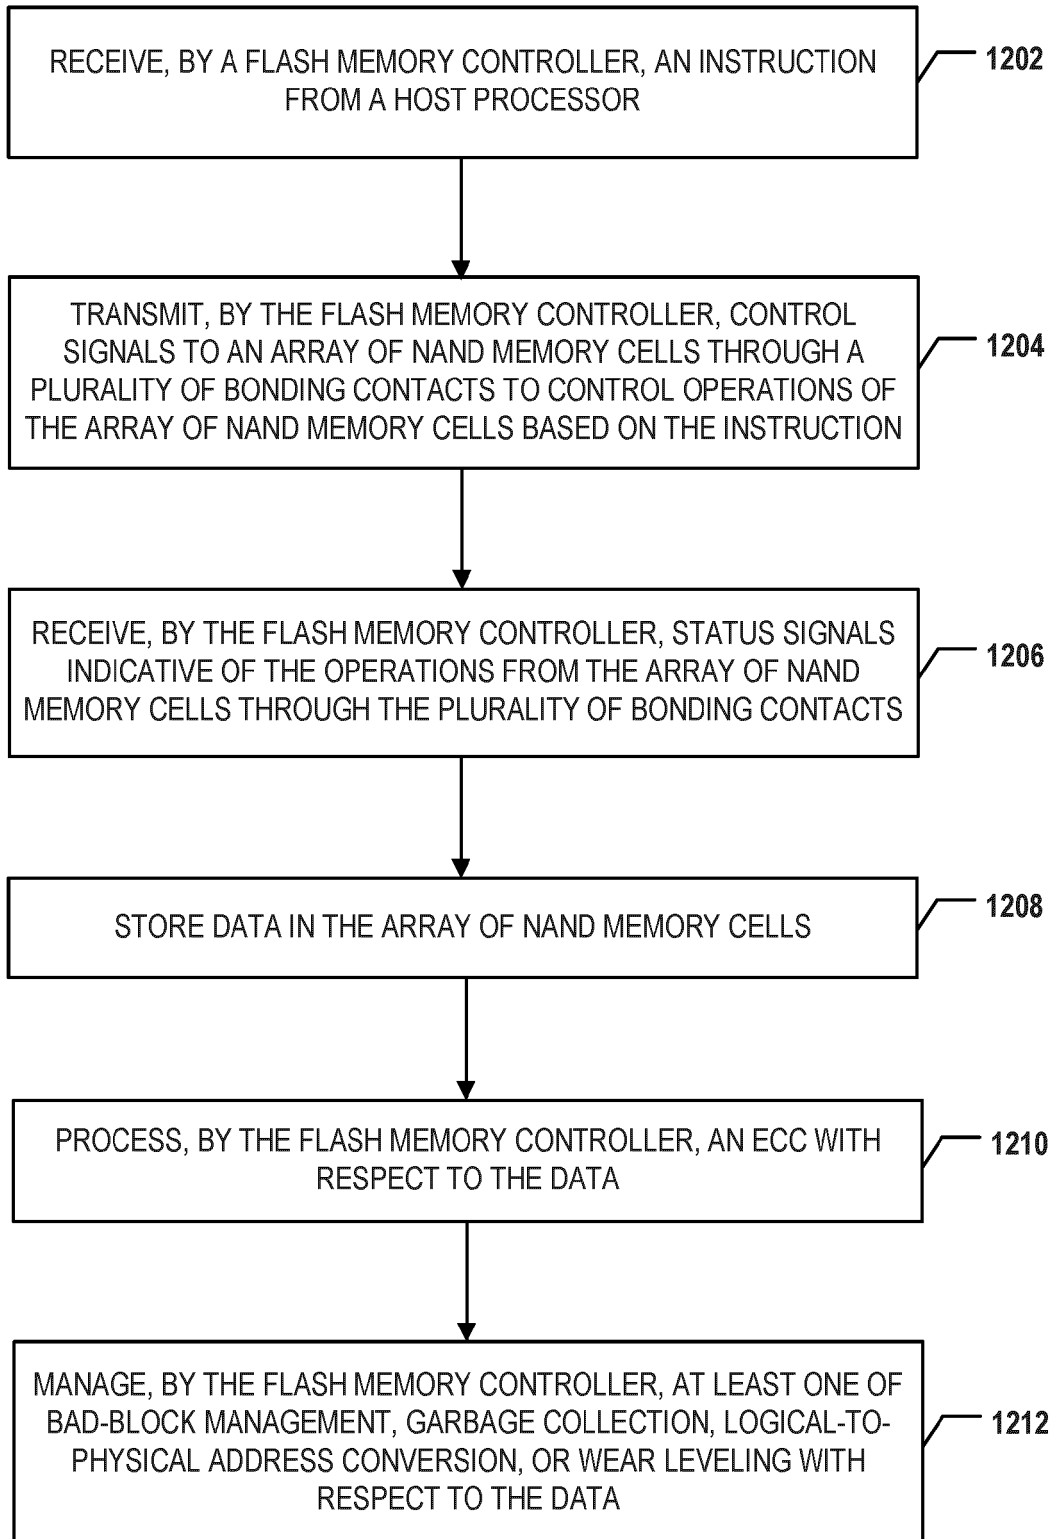 RECEIVE, BY A FLASH MEMORY CONTROLLER, AN INSTRUCTION
FROM A HOST PROCESSOR
1202
TRANSMIT, BY THE FLASH MEMORY CONTROLLER, CONTROL
SIGNALS TO AN ARRAY OF NAND MEMORY CELLS THROUGH A
PLURALITY OF BONDING CONTACTS TO CONTROL OPERATIONS OF
THE ARRAY OF NAND MEMORY CELLS BASED ON THE INSTRUCTION
1204
RECEIVE, BY THE FLASH MEMORY CONTROLLER, STATUS SIGNALS
INDICATIVE OF THE OPERATIONS FROM THE ARRAY OF NAND
MEMORY CELLS THROUGH THE PLURALITY OF BONDING CONTACTS
1206
STORE DATA IN THE ARRAY OF NAND MEMORY CELLS
1208
PROCESS, BY THE FLASH MEMORY CONTROLLER, AN ECC WITH
RESPECT TO THE DATA
1210
MANAGE, BY THE FLASH MEMORY CONTROLLER, AT LEAST ONE OF
BAD-BLOCK MANAGEMENT, GARBAGE COLLECTION, LOGICAL-TO-
PHYSICAL ADDRESS CONVERSION, OR WEAR LEVELING WITH
RESPECT TO THE DATA
1212